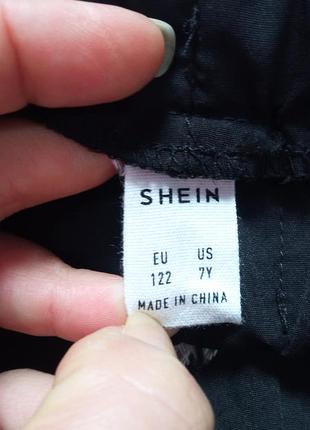 SHEIN
EU US
122 7Y
MADE IN CHINA